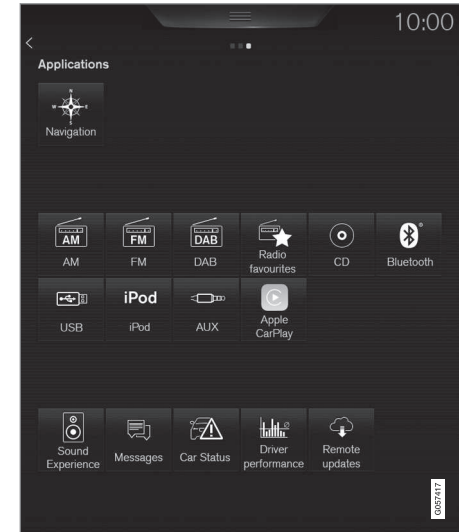 10:00
Applications
N
W E
S
Navigation
AM FM DAB
AM FM DAB Radio favourites CD Bluetooth
iPod
USB iPod AUX Apple CarPlay
Sound Experience Messages Car Status Driver performance Remote updates
G057417